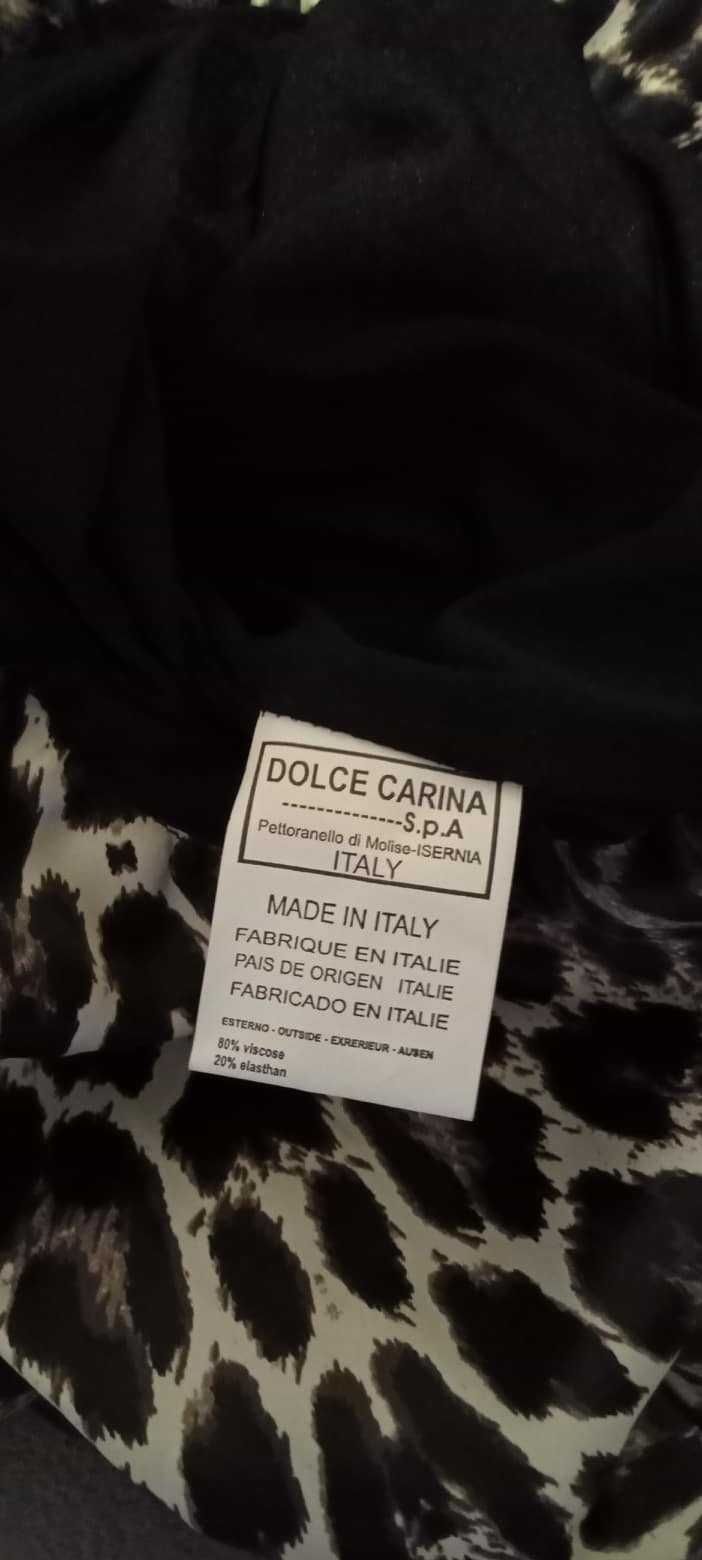 DOLCE CARINA
--------------S.p.A
Pettoranello di Molise-ISERNIA
ITALY
MADE IN ITALY
FABRIQUE EN ITALIE
PAIS DE ORIGEN ITALIE
FABRICADO EN ITALIE
ESTERNO - OUTSIDE - EXRERIEUR - AUSEN
80% viscose
20% elasthan